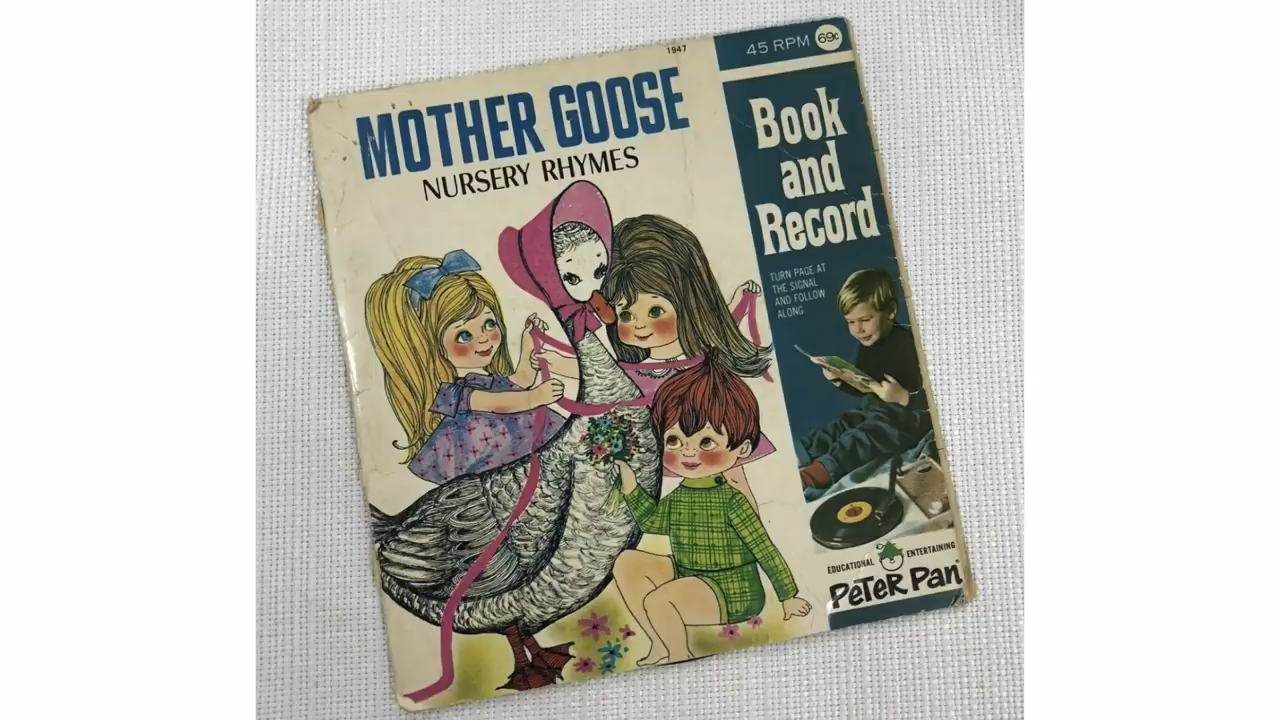 1947
MOTHER GOOSE
NURSERY RHYMES
45 RPM 69¢
Book
and
Record
TURN PAGE AT
THE SIGNAL
AND FOLLOW
ALONG
EDUCATIONAL ENTERTAINING
PETER PAN